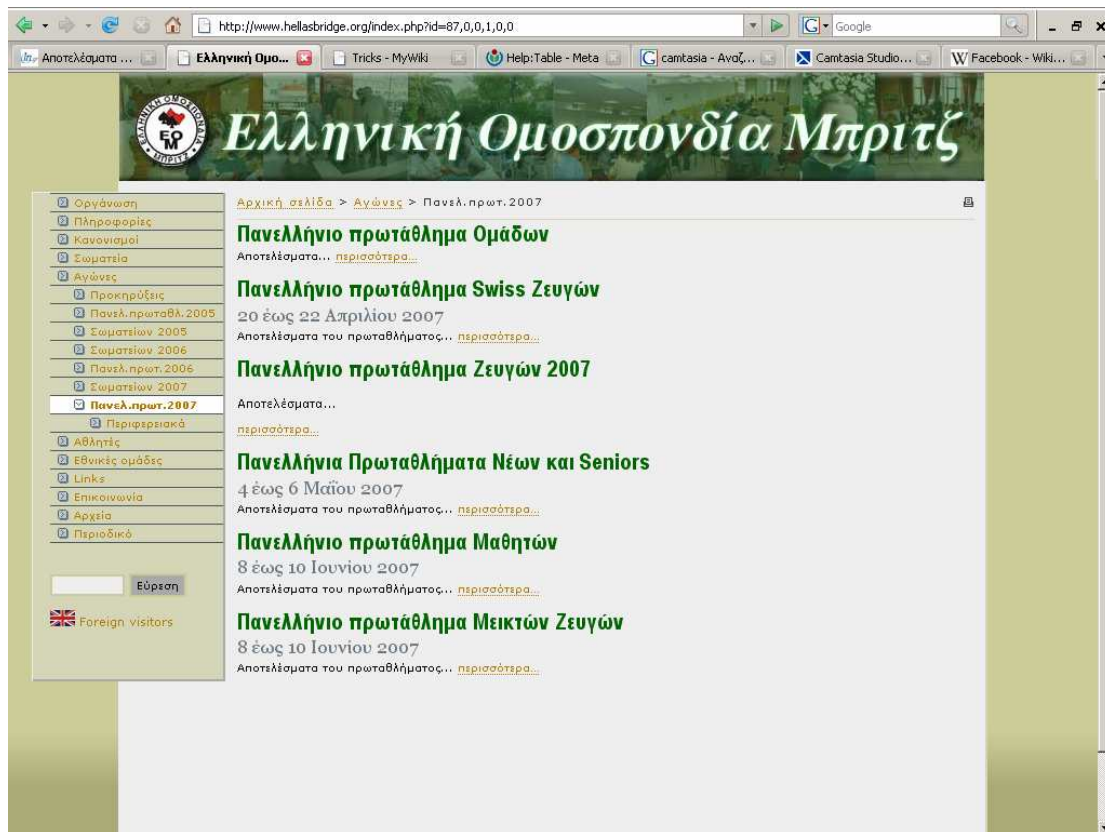 http://www.hellasbridge.org/index.php?id=87,0,0,1,0,0
Google
Αποτελέσματα ...
Ελληνική Ομο...
Tricks - MyWiki
Help:Table - Meta
camtasia - Αναζ...
Camtasia Studio...
Facebook - Wiki...
ΕΛΛΗΝΙΚΗ ΟΜΟΣΠΟΝΔΙΑ ΜΠΡΙΤΖ
Ελληνική Ομοσπονδία Μπριτζ
Οργάνωση
Πληροφορίες
Κανονισμοί
Σωματεία
Αγώνες
Προκηρύξεις
Πανελ.πρωταθλ.2005
Σωματείων 2005
Σωματείων 2006
Πανελ.πρωτ.2006
Σωματείων 2007
Πανελ.πρωτ.2007
Περιφερειακά
Αθλητές
Εθνικές ομάδες
Links
Επικοινωνία
Αρχεία
Περιοδικό
Εύρεση
Foreign visitors
Αρχική σελίδα > Αγώνες > Πανελ.πρωτ.2007
Πανελλήνιο πρωτάθλημα Ομάδων
Αποτελέσματα... περισσότερα...
Πανελλήνιο πρωτάθλημα Swiss Ζευγών
20 έως 22 Απριλίου 2007
Αποτελέσματα του πρωταθλήματος... περισσότερα...
Πανελλήνιο πρωτάθλημα Ζευγών 2007
Αποτελέσματα...
περισσότερα...
Πανελλήνια Πρωταθλήματα Νέων και Seniors
4 έως 6 Μαΐου 2007
Αποτελέσματα του πρωταθλήματος... περισσότερα...
Πανελλήνιο πρωτάθλημα Μαθητών
8 έως 10 Ιουνίου 2007
Αποτελέσματα του πρωταθλήματος... περισσότερα...
Πανελλήνιο πρωτάθλημα Μεικτών Ζευγών
8 έως 10 Ιουνίου 2007
Αποτελέσματα του πρωταθλήματος... περισσότερα...